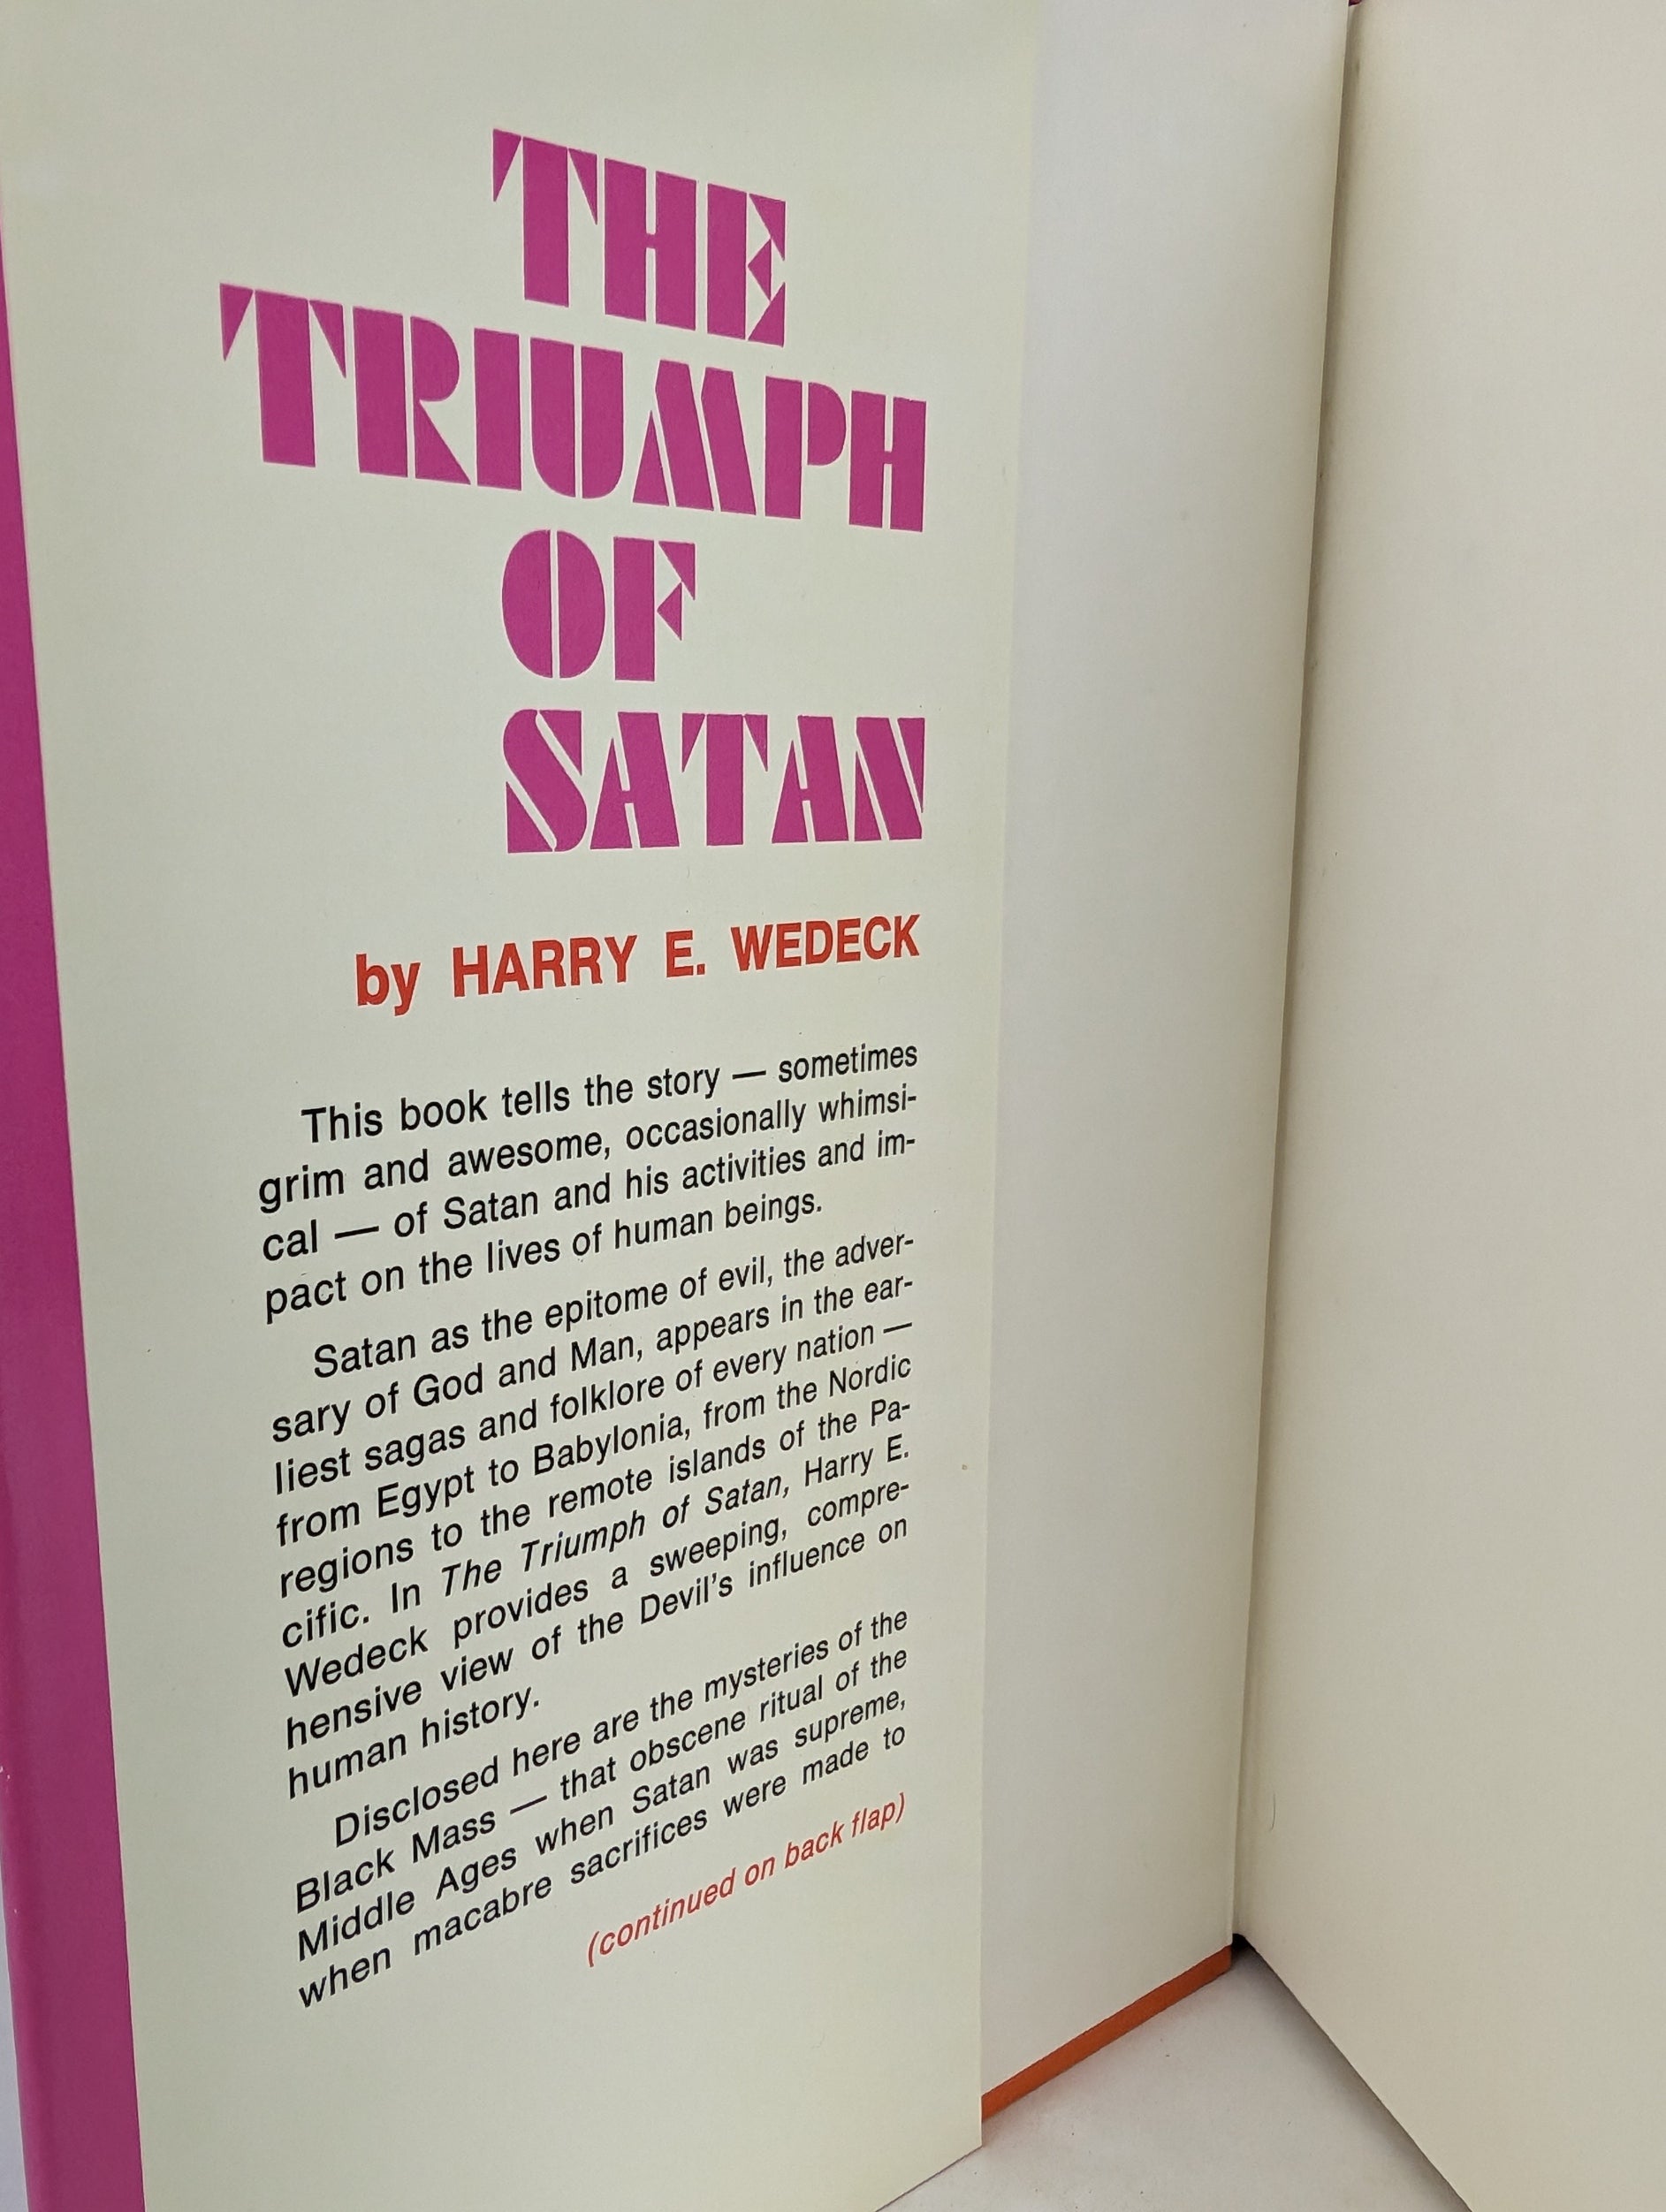 THE
TRIUMPH
OF
SATAN
by HARRY E. WEDECK
This book tells the story — sometimes
grim and awesome, occasionally whimsi-
cal — of Satan and his activities and im-
pact on the lives of human beings.
Satan as the epitome of evil, the adver-
sary of God and Man, appears in the ear-
liest sagas and folklore of every nation —
from Egypt to Babylonia, from the Nordic
regions to the remote islands of the Pa-
cific. In The Triumph of Satan, Harry E.
Wedeck provides a sweeping, compre-
hensive view of the Devil's influence on
human history.
Disclosed here are the mysteries of the
Black Mass — that obscene ritual of the
Middle Ages when Satan was supreme,
when macabre sacrifices were made to
(continued on back flap)